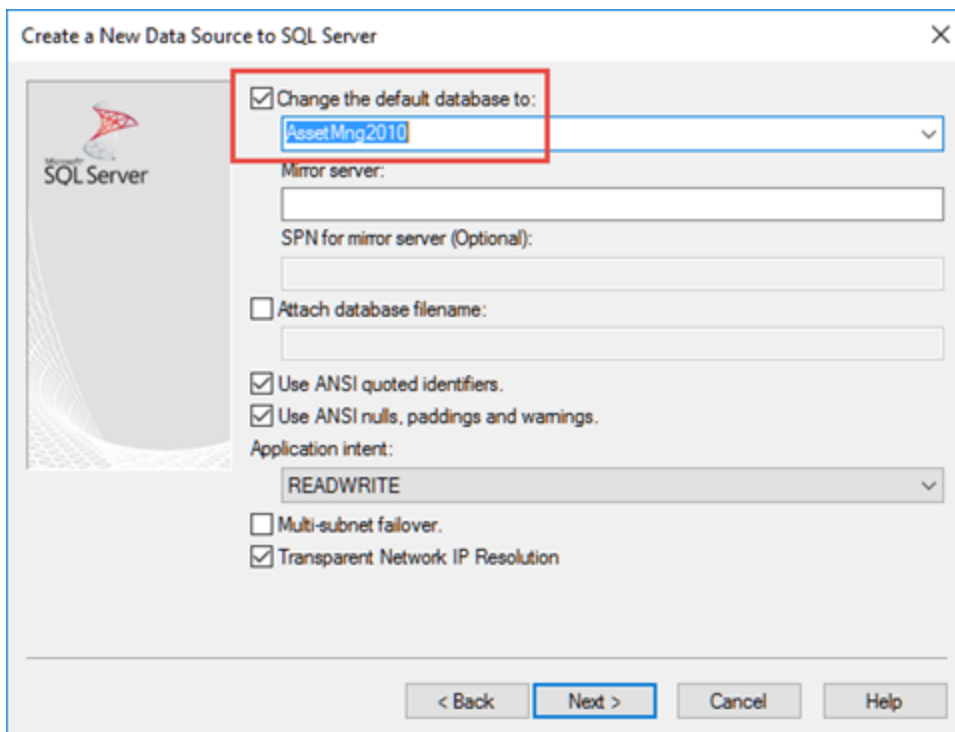 Create a New Data Source to SQL Server
Microsoft
SQL Server
Change the default database to:
AssetMng2010
Mirror server:
SPN for mirror server (Optional):
Attach database filename:
Use ANSI quoted identifiers.
Use ANSI nulls, paddings and warnings.
Application intent:
READWRITE
Multi-subnet failover.
Transparent Network IP Resolution
< Back
Next >
Cancel
Help